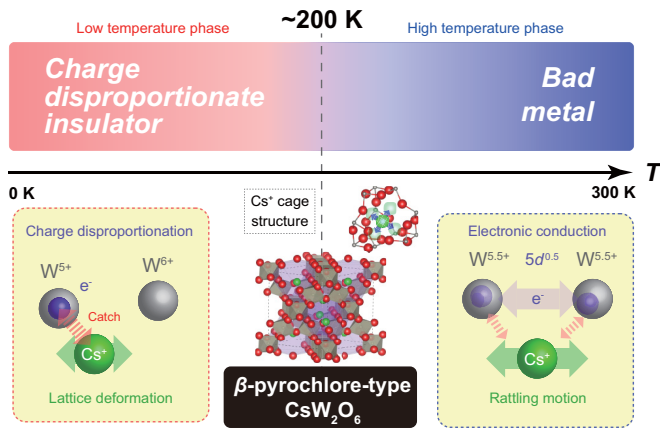 ~200 K
Low temperature phase
High temperature phase
Charge
disproportionate
insulator
Bad
metal
T
0 K
300 K
Cs⁺ cage
structure
Charge disproportionation
W⁵⁺
W⁶⁺
e⁻
Catch
Cs⁺
Lattice deformation
β-pyrochlore-type
CsW₂O₆
Electronic conduction
W⁵·⁵⁺ 5d⁰·⁵ W⁵·⁵⁺
e⁻
Cs⁺
Rattling motion